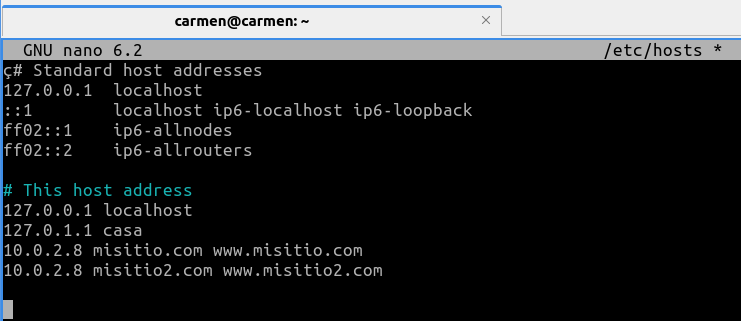 carmen@carmen: ~ ×
GNU nano 6.2 /etc/hosts *
ç# Standard host addresses
127.0.0.1 localhost
::1 localhost ip6-localhost ip6-loopback
ff02::1 ip6-allnodes
ff02::2 ip6-allrouters
# This host address
127.0.0.1 localhost
127.0.1.1 casa
10.0.2.8 misitio.com www.misitio.com
10.0.2.8 misitio2.com www.misitio2.com